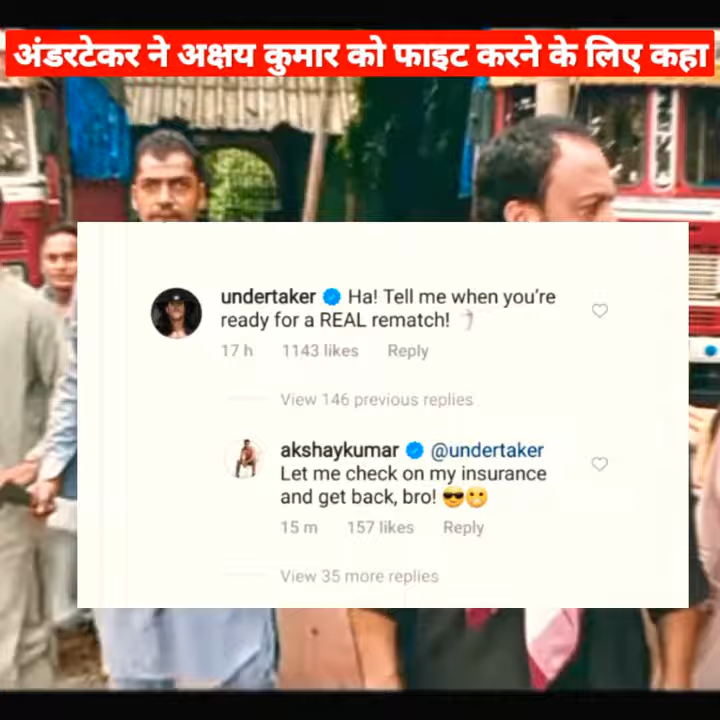 अंडरटेकर ने अक्षय कुमार को फाइट करने के लिए कहा
undertaker Ha! Tell me when you're
ready for a REAL rematch!
17 h 1143 likes Reply
View 146 previous replies
akshaykumar @undertaker
Let me check on my insurance
and get back, bro! 😎😬
15 m 157 likes Reply
View 35 more replies